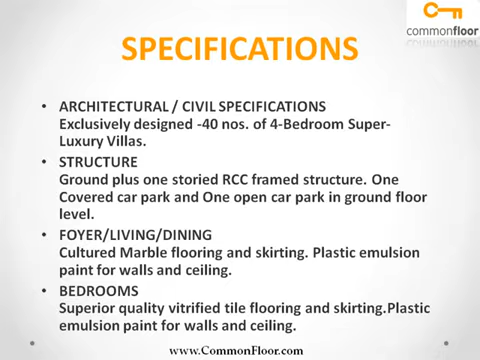 commonfloor
SPECIFICATIONS
• ARCHITECTURAL / CIVIL SPECIFICATIONS
Exclusively designed -40 nos. of 4-Bedroom Super-
Luxury Villas.
• STRUCTURE
Ground plus one storied RCC framed structure. One
Covered car park and One open car park in ground floor
level.
• FOYER/LIVING/DINING
Cultured Marble flooring and skirting. Plastic emulsion
paint for walls and ceiling.
• BEDROOMS
Superior quality vitrified tile flooring and skirting.Plastic
emulsion paint for walls and ceiling.
www.CommonFloor.com